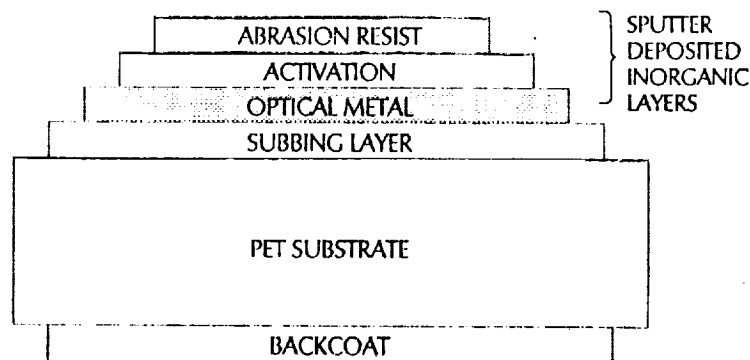 ABRASION RESIST
ACTIVATION
OPTICAL METAL
SUBBING LAYER
PET SUBSTRATE
BACKCOAT
SPUTTER
DEPOSITED
INORGANIC
LAYERS